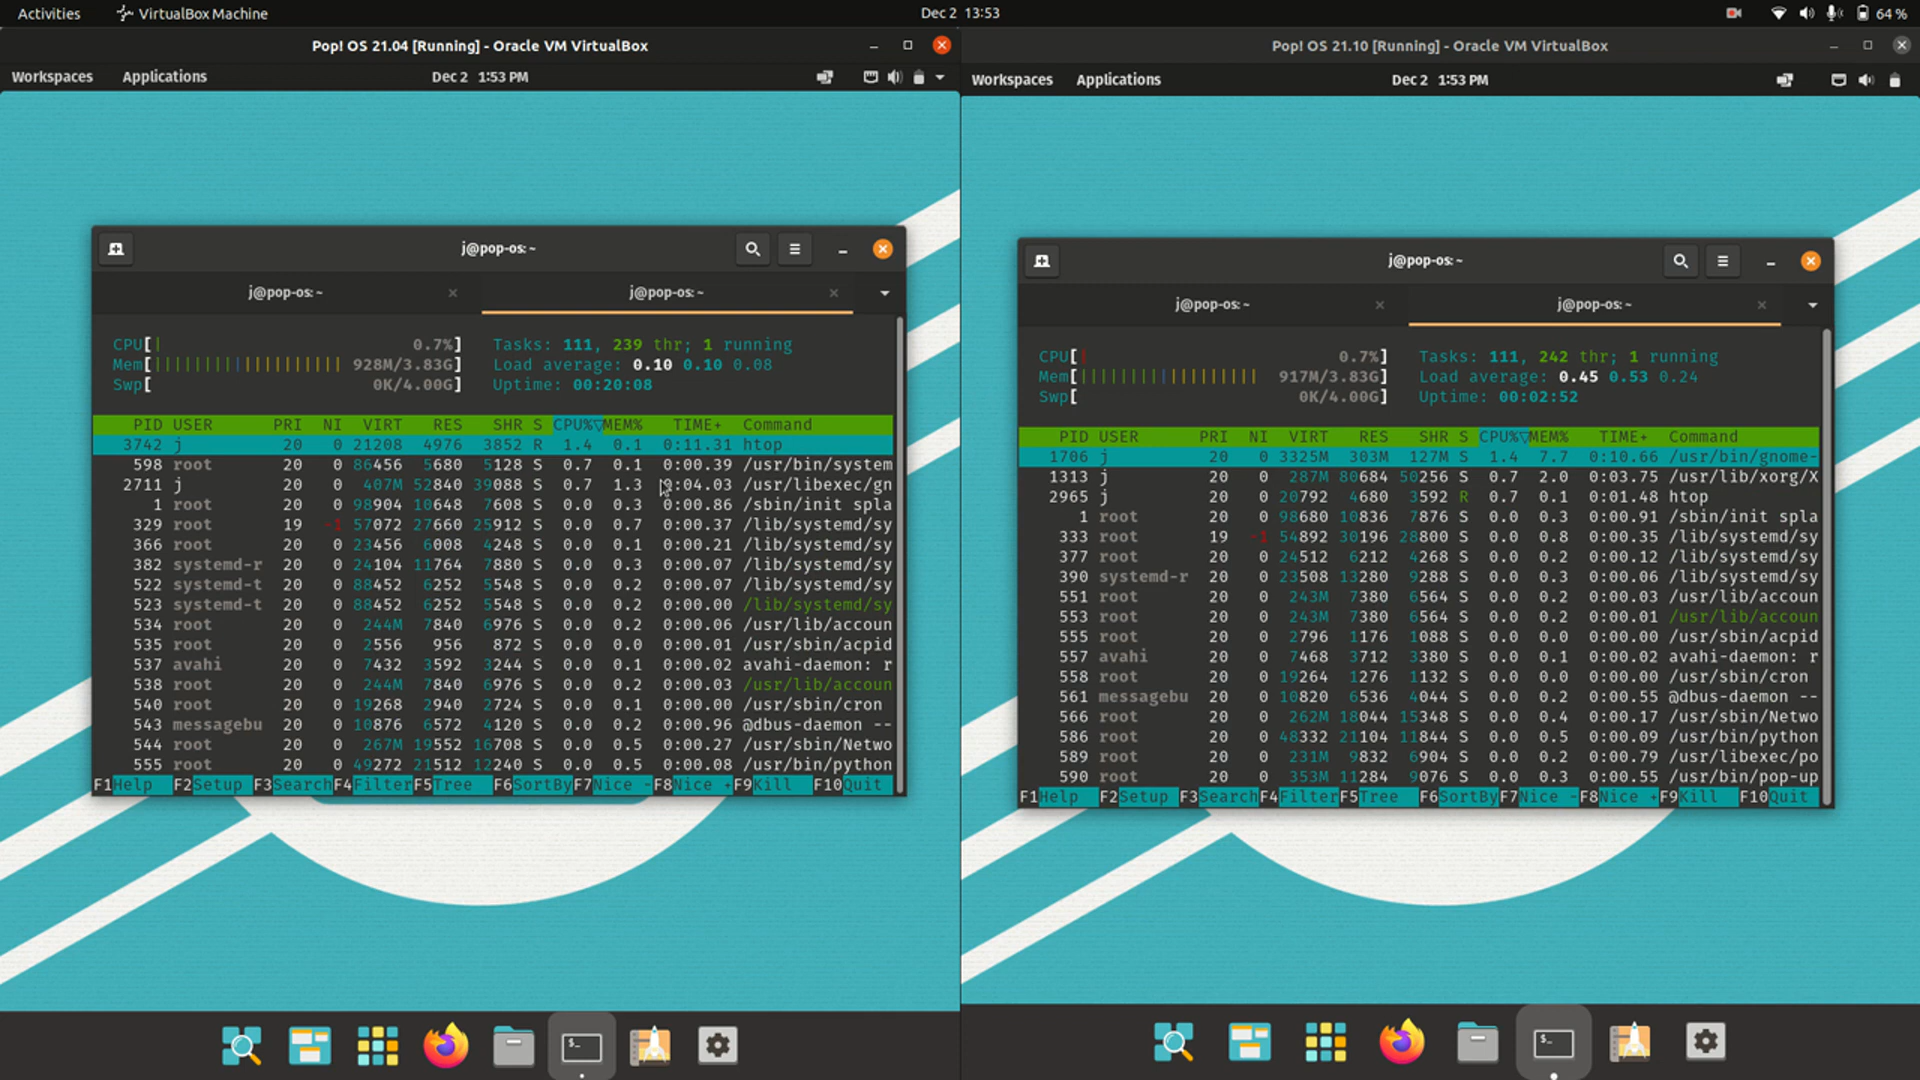 Activities VirtualBox Machine Dec 2 13:53 64 %
Pop! OS 21.04 [Running] - Oracle VM VirtualBox
Workspaces Applications Dec 2 1:53 PM
j@pop-os: ~
j@pop-os: ~ × j@pop-os: ~ ×
CPU[| 0.7%] Tasks: 111, 239 thr; 1 running
Mem[||||||||||||||||||| 928M/3.83G] Load average: 0.10 0.10 0.08
Swp[ 0K/4.00G] Uptime: 00:20:08
PID USER PRI NI VIRT RES SHR S CPU%▽MEM% TIME+ Command
3742 j 20 0 21208 4976 3852 R 1.4 0.1 0:11.31 htop
598 root 20 0 86456 5680 5128 S 0.7 0.1 0:00.39 /usr/bin/system
2711 j 20 0 407M 52840 39088 S 0.7 1.3 0:04.03 /usr/libexec/gn
1 root 20 0 98904 10648 7608 S 0.0 0.3 0:00.86 /sbin/init spla
329 root 19 -1 57072 27660 25912 S 0.0 0.7 0:00.37 /lib/systemd/sy
366 root 20 0 23456 6008 4248 S 0.0 0.1 0:00.21 /lib/systemd/sy
382 systemd-r 20 0 24104 11764 7880 S 0.0 0.3 0:00.07 /lib/systemd/sy
522 systemd-t 20 0 88452 6252 5548 S 0.0 0.2 0:00.07 /lib/systemd/sy
523 systemd-t 20 0 88452 6252 5548 S 0.0 0.2 0:00.00 /lib/systemd/sy
534 root 20 0 244M 7840 6976 S 0.0 0.2 0:00.06 /usr/lib/accoun
535 root 20 0 2556 956 872 S 0.0 0.0 0:00.01 /usr/sbin/acpid
537 avahi 20 0 7432 3592 3244 S 0.0 0.1 0:00.02 avahi-daemon: r
538 root 20 0 244M 7840 6976 S 0.0 0.2 0:00.03 /usr/lib/accoun
540 root 20 0 19268 2940 2724 S 0.0 0.1 0:00.00 /usr/sbin/cron
543 messagebu 20 0 10876 6572 4120 S 0.0 0.2 0:00.96 @dbus-daemon --
544 root 20 0 267M 19552 16708 S 0.0 0.5 0:00.27 /usr/sbin/Netwo
555 root 20 0 49272 21512 12240 S 0.0 0.5 0:00.08 /usr/bin/python
F1Help F2Setup F3SearchF4FilterF5Tree F6SortByF7Nice -F8Nice +F9Kill F10Quit
Pop! OS 21.10 [Running] - Oracle VM VirtualBox
Workspaces Applications Dec 2 1:53 PM
j@pop-os: ~
j@pop-os: ~ × j@pop-os: ~ ×
CPU[| 0.7%] Tasks: 111, 242 thr; 1 running
Mem[|||||||||||||||||| 917M/3.83G] Load average: 0.45 0.53 0.24
Swp[ 0K/4.00G] Uptime: 00:02:52
PID USER PRI NI VIRT RES SHR S CPU%▽MEM% TIME+ Command
1706 j 20 0 3325M 303M 127M S 1.4 7.7 0:10.66 /usr/bin/gnome-
1313 j 20 0 287M 80684 50256 S 0.7 2.0 0:03.75 /usr/lib/xorg/X
2965 j 20 0 20792 4680 3592 R 0.7 0.1 0:01.48 htop
1 root 20 0 98680 10836 7876 S 0.0 0.3 0:00.91 /sbin/init spla
333 root 19 -1 54892 30196 28800 S 0.0 0.8 0:00.35 /lib/systemd/sy
377 root 20 0 24512 6212 4268 S 0.0 0.2 0:00.12 /lib/systemd/sy
390 systemd-r 20 0 23508 13280 9288 S 0.0 0.3 0:00.06 /lib/systemd/sy
551 root 20 0 243M 7380 6564 S 0.0 0.2 0:00.03 /usr/lib/accoun
553 root 20 0 243M 7380 6564 S 0.0 0.2 0:00.01 /usr/lib/accoun
555 root 20 0 2796 1176 1088 S 0.0 0.0 0:00.00 /usr/sbin/acpid
557 avahi 20 0 7468 3712 3380 S 0.0 0.1 0:00.02 avahi-daemon: r
558 root 20 0 19264 1276 1132 S 0.0 0.0 0:00.00 /usr/sbin/cron
561 messagebu 20 0 10820 6536 4044 S 0.0 0.2 0:00.55 @dbus-daemon --
566 root 20 0 262M 18044 15348 S 0.0 0.4 0:00.17 /usr/sbin/Netwo
586 root 20 0 48332 21104 11844 S 0.0 0.5 0:00.09 /usr/bin/python
589 root 20 0 231M 9832 6904 S 0.0 0.2 0:00.79 /usr/libexec/po
590 root 20 0 353M 11284 9076 S 0.0 0.3 0:00.55 /usr/bin/pop-up
F1Help F2Setup F3SearchF4FilterF5Tree F6SortByF7Nice -F8Nice +F9Kill F10Quit